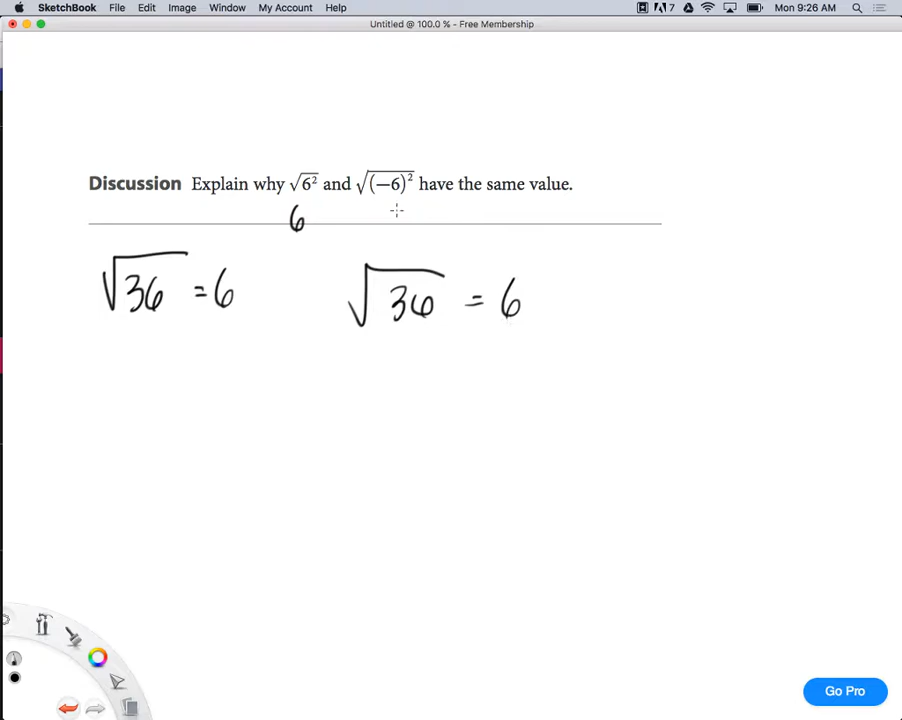 SketchBook File Edit Image Window My Account Help 7 Mon 9:26 AM
Untitled @ 100.0 % - Free Membership
Discussion Explain why √6² and √(−6)² have the same value.
6
√36 = 6 √36 = 6
Go Pro